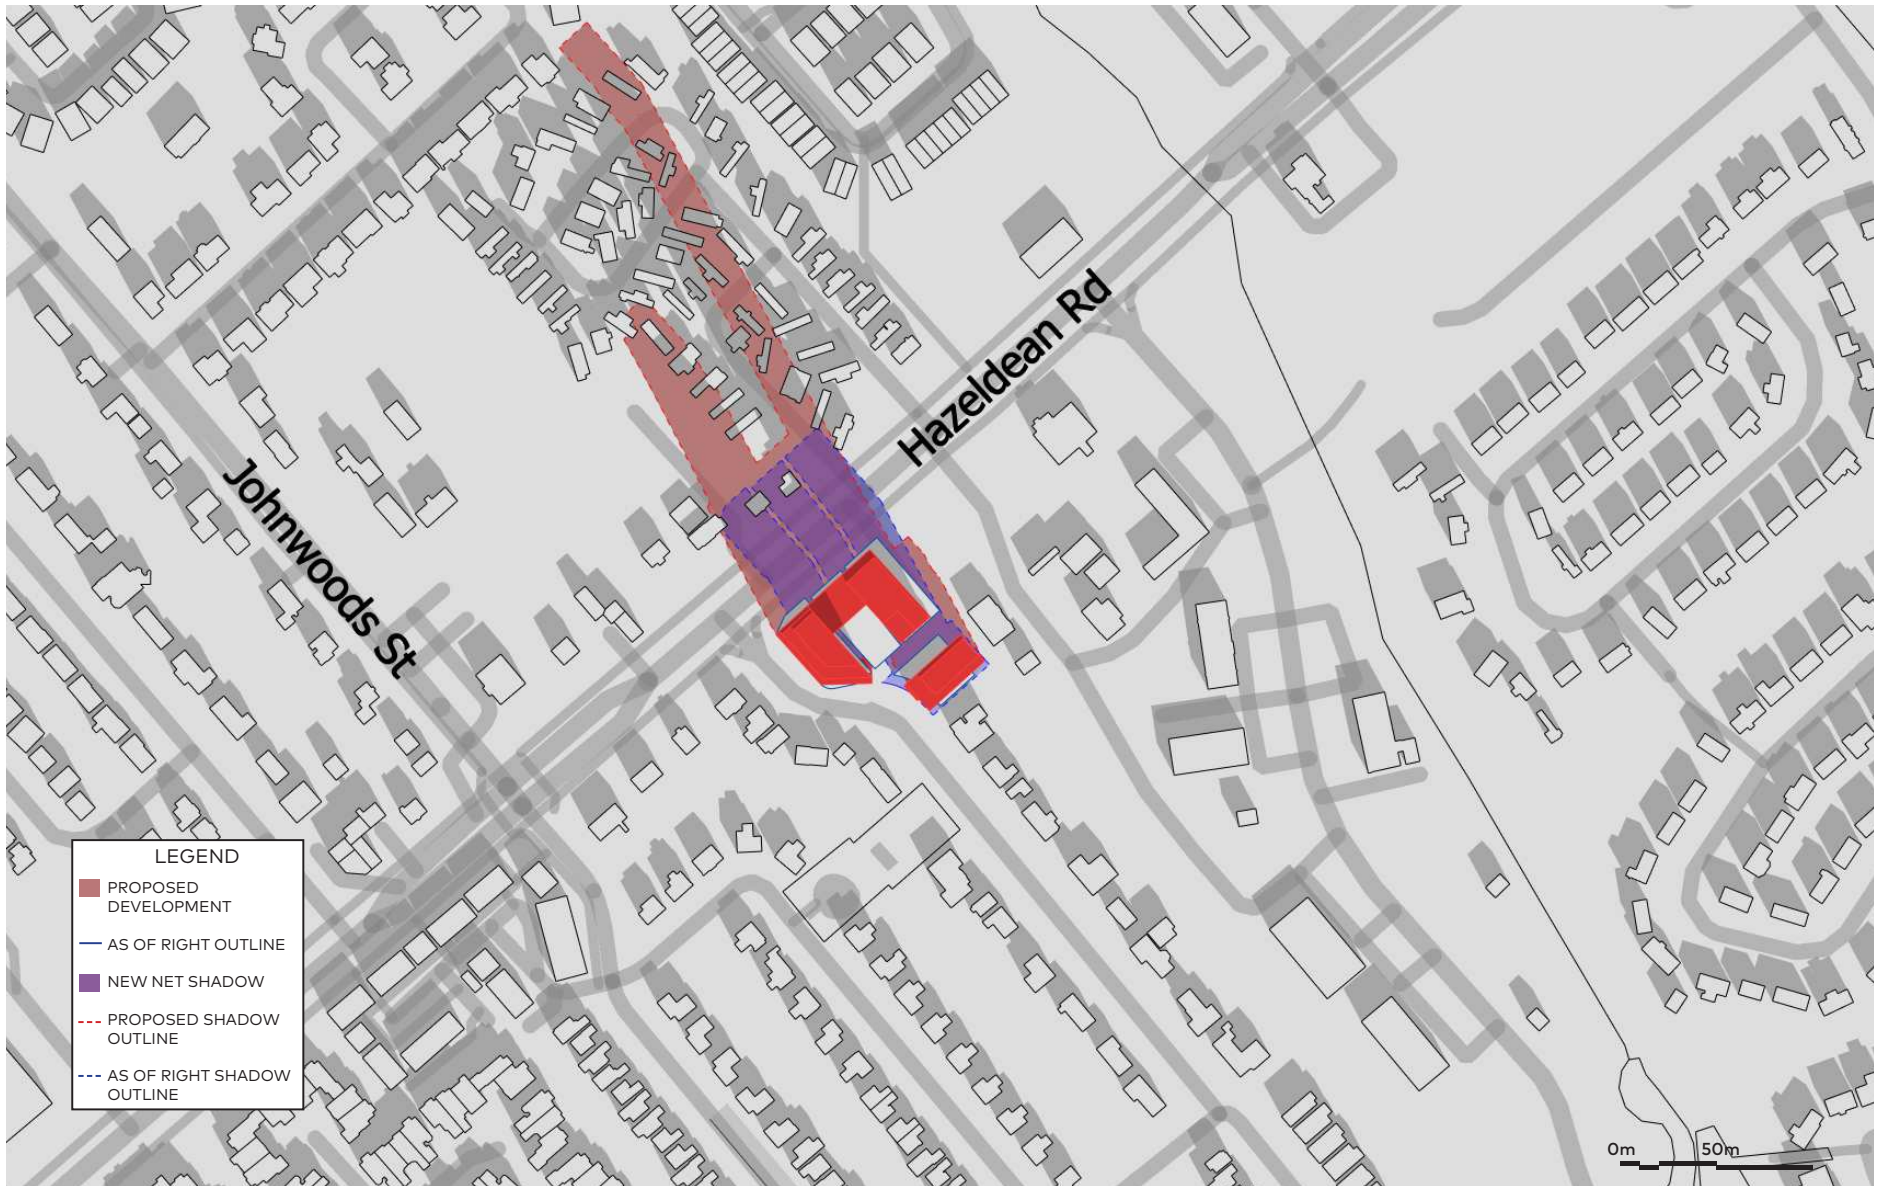 Hazeldean Rd
Johnwoods St
LEGEND
PROPOSED
DEVELOPMENT
AS OF RIGHT OUTLINE
NEW NET SHADOW
PROPOSED SHADOW
OUTLINE
AS OF RIGHT SHADOW
OUTLINE
0m 50m